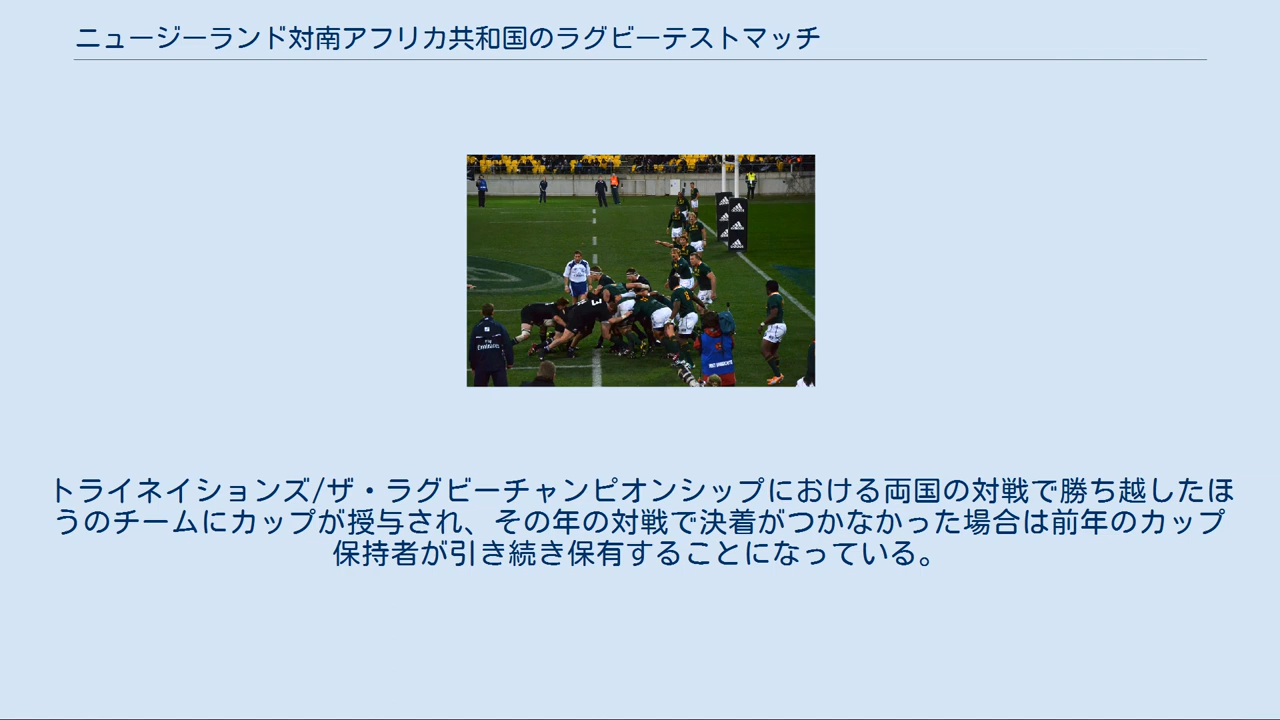 ニュージーランド対南アフリカ共和国のラグビーテストマッチ
adidas
adidas
Fly
Emirates
トライネイションズ/ザ・ラグビーチャンピオンシップにおける両国の対戦で勝ち越したほ
うのチームにカップが授与され、その年の対戦で決着がつかなかった場合は前年のカップ
保持者が引き続き保有することになっている。